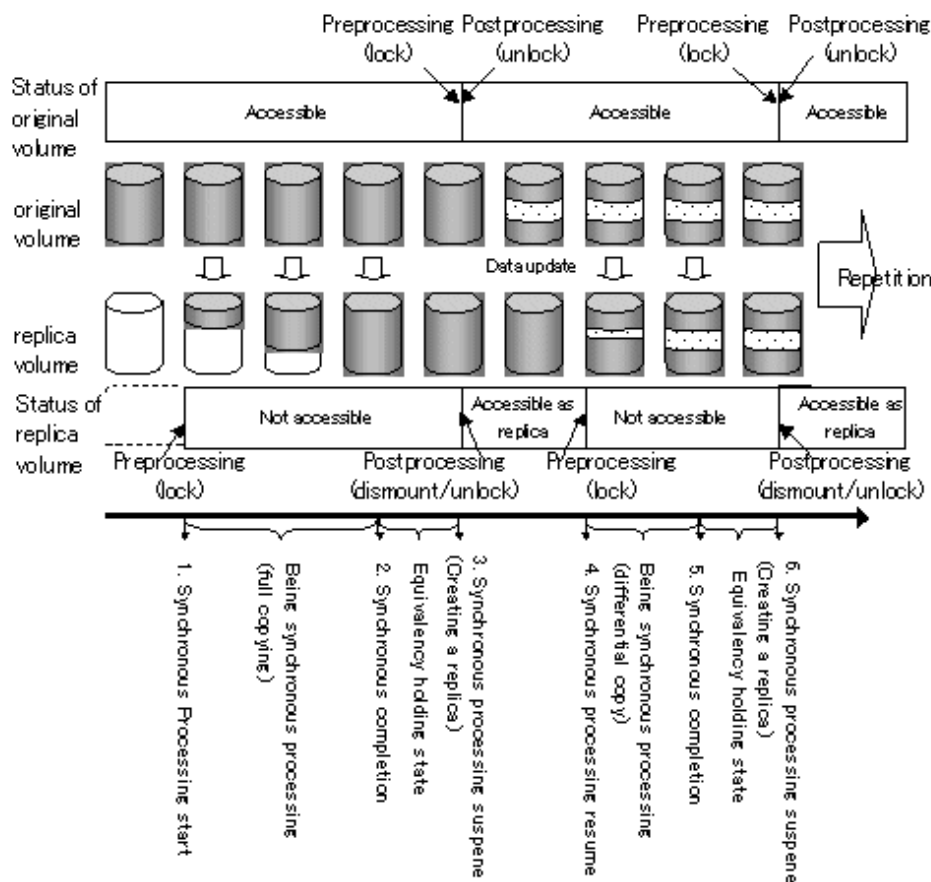 Preprocessing
(lock)
Postprocessing
(unlock)
Preprocessing
(lock)
Postprocessing
(unlock)
Status of
original
volume
Accessible
Accessible
Accessible
original
volume
Data update
Repetition
replica
volume
Status of
replica
volume
Not accessible
Accessible as
replica
Not accessible
Accessible as
replica
Preprocessing
(lock)
Postprocessing
(dismount/unlock)
Preprocessing
(lock)
Postprocessing
(dismount/unlock)
1. Synchronous Processing start
Being synchronous processing
(full copying)
2. Synchronous completion
Equivalency holding state
3. Synchronous processing suspene
(Creating a replica)
4. Synchronous processing resume
Being synchronous processing
(differential copy)
5. Synchronous completion
Equivalency holding state
6. Synchronous processing suspene
(Creating a replica)